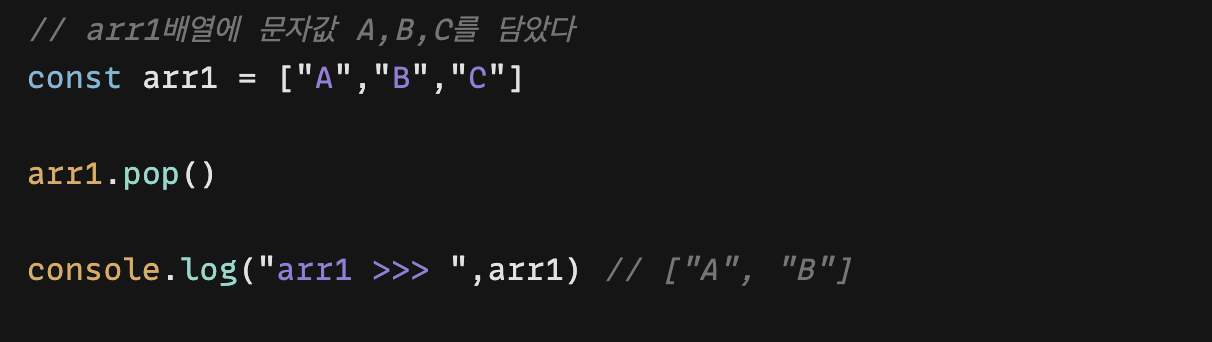 // arr1배열에 문자값 A,B,C를 담았다
const arr1 = ["A","B","C"]
arr1.pop()
console.log("arr1 >>> ",arr1) // ["A", "B"]